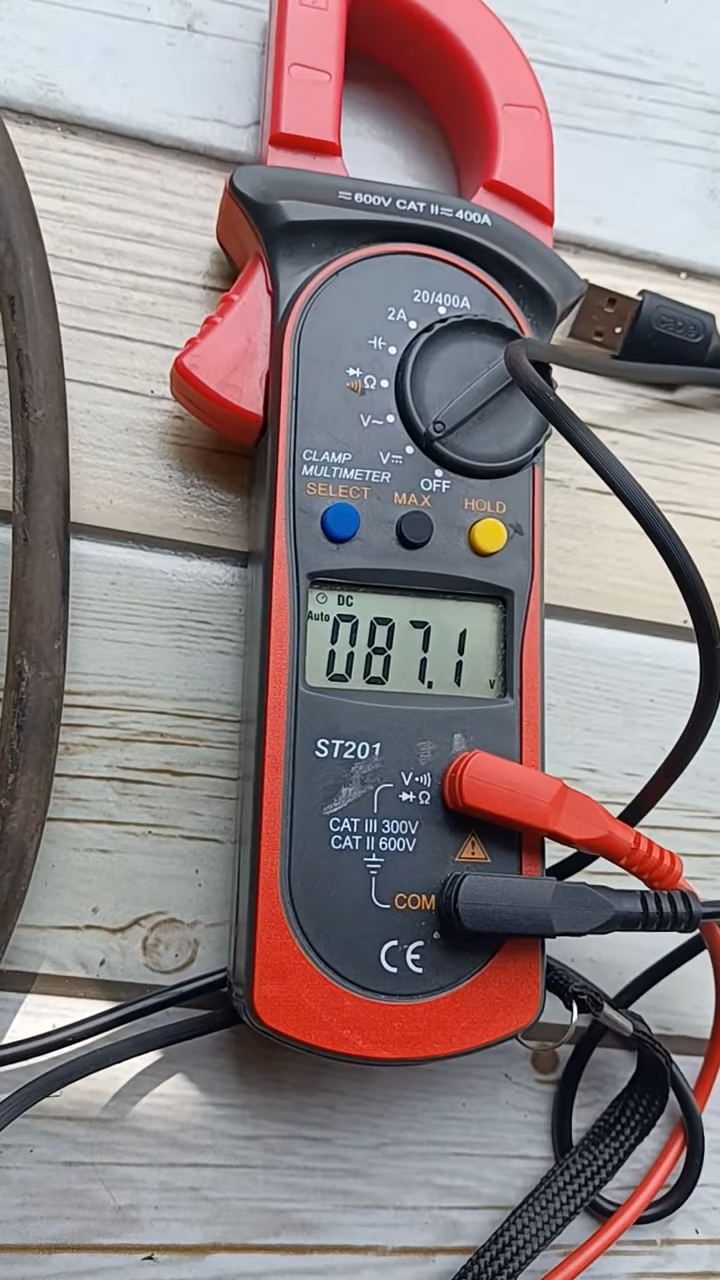 ⎓600V CAT II⎓400A
20/400A
2A
Ω
V~
V⎓
OFF
CLAMP
MULTIMETER
SELECT
MAX
HOLD
DC
Auto
087.1
V
ST201
V
Ω
CAT III 300V
CAT II 600V
COM
CE